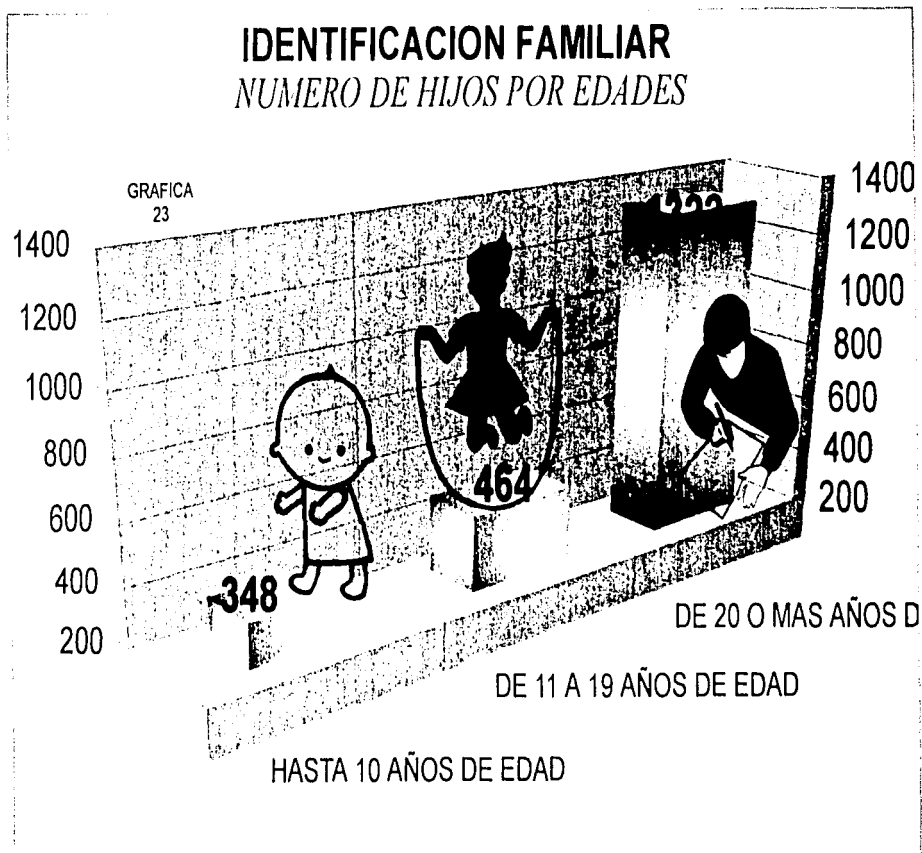 IDENTIFICACION FAMILIAR
NUMERO DE HIJOS POR EDADES
GRAFICA
23
1400
1200
1000
800
600
400
200
1400
1200
1000
800
600
400
200
348
464
DE 20 O MAS AÑOS D
DE 11 A 19 AÑOS DE EDAD
HASTA 10 AÑOS DE EDAD